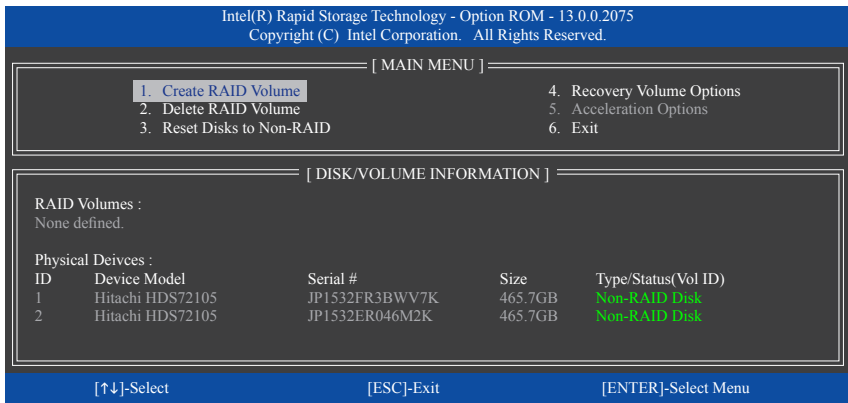 Intel(R) Rapid Storage Technology - Option ROM - 13.0.0.2075
Copyright (C) Intel Corporation. All Rights Reserved.
[ MAIN MENU ]
1. Create RAID Volume
2. Delete RAID Volume
3. Reset Disks to Non-RAID
4. Recovery Volume Options
5. Acceleration Options
6. Exit
[ DISK/VOLUME INFORMATION ]
RAID Volumes :
None defined.
Physical Deivces :
ID Device Model Serial # Size Type/Status(Vol ID)
1 Hitachi HDS72105 JP1532FR3BWV7K 465.7GB Non-RAID Disk
2 Hitachi HDS72105 JP1532ER046M2K 465.7GB Non-RAID Disk
[↑↓]-Select [ESC]-Exit [ENTER]-Select Menu